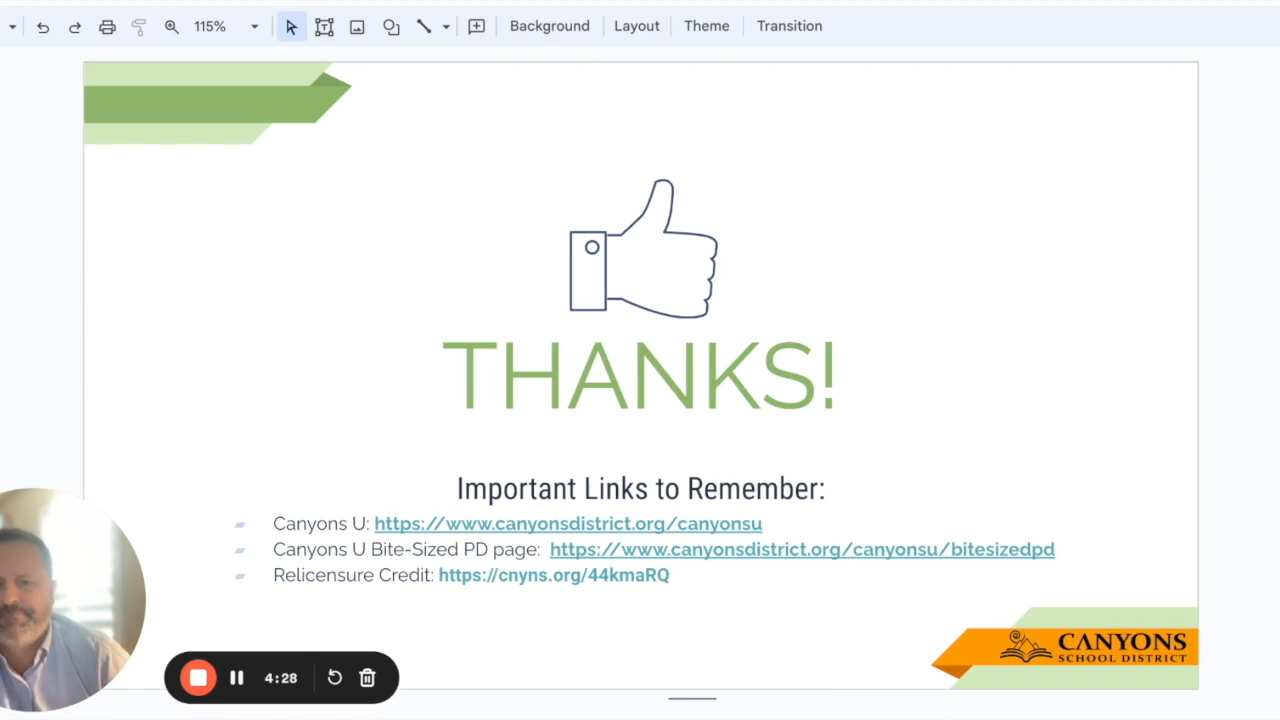 115%
Background
Layout
Theme
Transition
THANKS!
Important Links to Remember:
Canyons U: https://www.canyonsdistrict.org/canyonsu
Canyons U Bite-Sized PD page: https://www.canyonsdistrict.org/canyonsu/bitesizedpd
Relicensure Credit: https://cnyns.org/44kmaRQ
CANYONS
SCHOOL DISTRICT
4:28